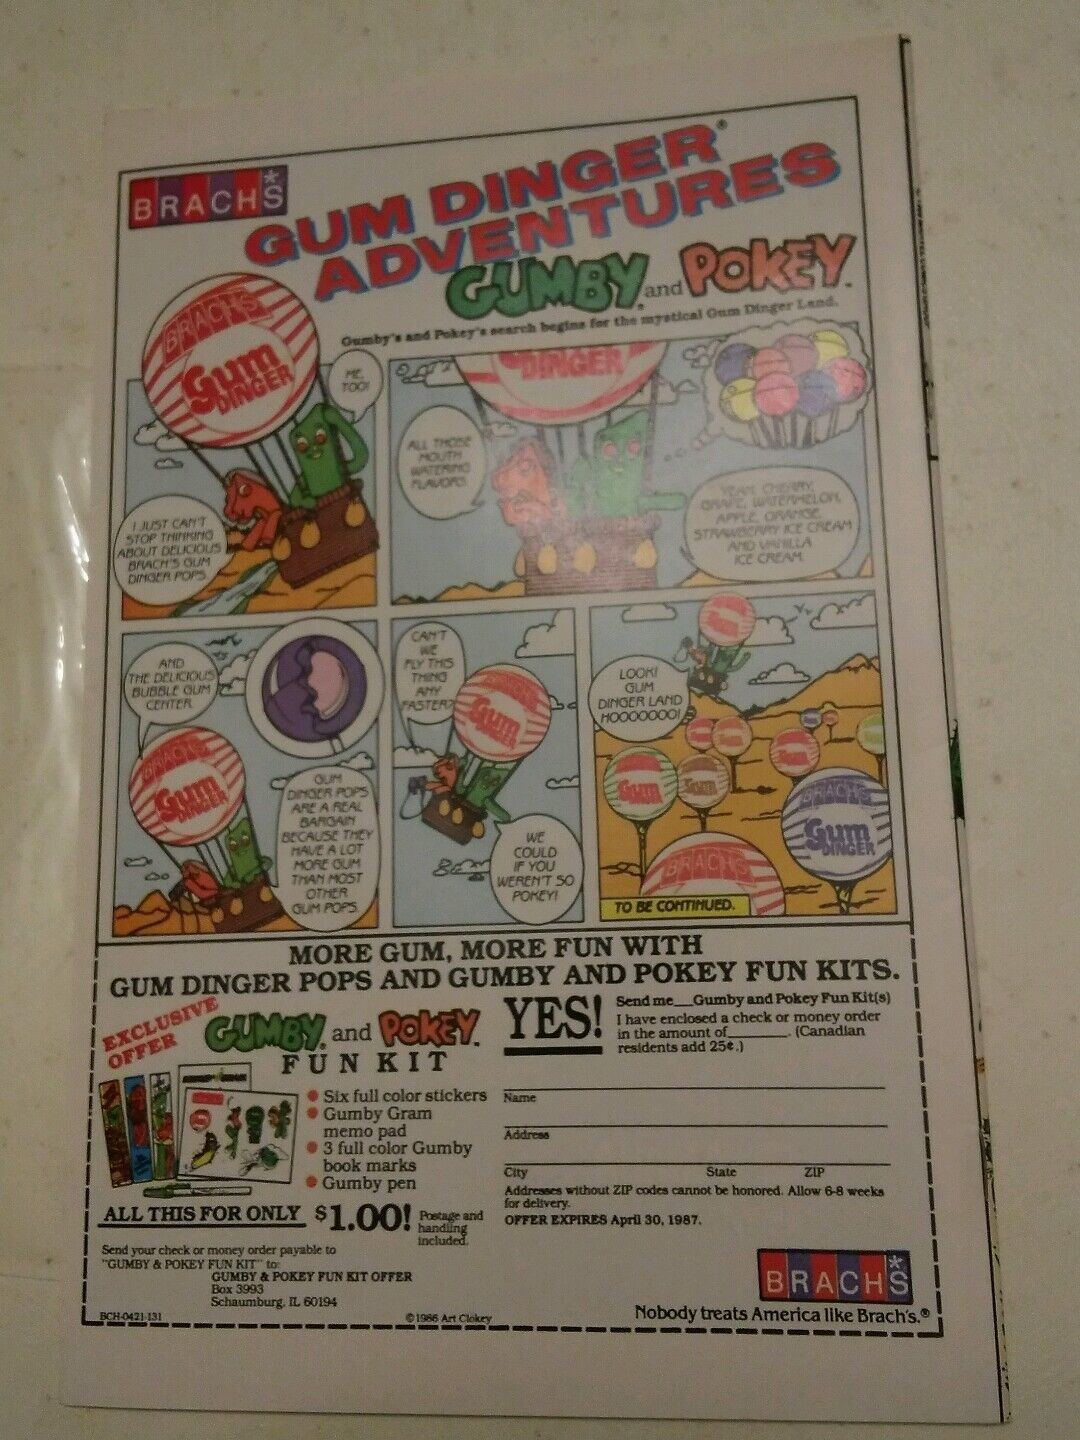 BRACH'S
GUM DINGER®
ADVENTURES
GUMBY® and POKEY™
Gumby's and Pokey's search begins for the mystical Gum Dinger Land.
BRACH'S
Gum
DINGER
ME,
TOO!
I JUST CAN'T
STOP THINKING
ABOUT DELICIOUS
BRACH'S GUM
DINGER POPS.
DINGER
ALL THOSE
MOUTH
WATERING
FLAVORS.
YEAH, CHERRY,
GRAPE, WATERMELON,
APPLE, ORANGE,
STRAWBERRY ICE CREAM
AND VANILLA
ICE CREAM.
AND
THE DELICIOUS
BUBBLE GUM
CENTER.
BRACH'S
Gum
DINGER
GUM
DINGER POPS
ARE A REAL
BARGAIN
BECAUSE THEY
HAVE A LOT
MORE GUM
THAN MOST
OTHER
GUM POPS.
CAN'T
WE
FLY THIS
THING
ANY
FASTER?
BRACH'S
Gum
DINGER
WE
COULD
IF YOU
WEREN'T SO
POKEY!
LOOK!
GUM
DINGER LAND
HOOOOOOO!
Gum
Gum
BRACH'S
Gum
DINGER
BRACH'S
TO BE CONTINUED.
MORE GUM, MORE FUN WITH
GUM DINGER POPS AND GUMBY AND POKEY FUN KITS.
EXCLUSIVE
OFFER
GUMBY® and POKEY™
FUN KIT
• Six full color stickers
• Gumby Gram
memo pad
• 3 full color Gumby
book marks
• Gumby pen
ALL THIS FOR ONLY $1.00! Postage and
handling
included.
Send your check or money order payable to
"GUMBY & POKEY FUN KIT" to:
GUMBY & POKEY FUN KIT OFFER
Box 3993
Schaumburg, IL 60194
BCH-0421-131
©1986 Art Clokey
YES!
Send me__Gumby and Pokey Fun Kit(s)
I have enclosed a check or money order
in the amount of_______. (Canadian
residents add 25¢.)
Name
Address
City State ZIP
Addresses without ZIP codes cannot be honored. Allow 6-8 weeks
for delivery.
OFFER EXPIRES April 30, 1987.
BRACH'S
Nobody treats America like Brach's.®